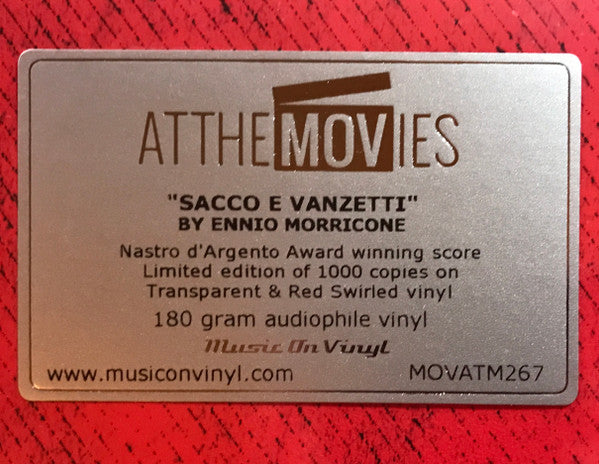 ATTHEMOVIES
"SACCO E VANZETTI"
BY ENNIO MORRICONE
Nastro d'Argento Award winning score
Limited edition of 1000 copies on
Transparent & Red Swirled vinyl
180 gram audiophile vinyl
Music On Vinyl
www.musiconvinyl.com MOVATM267